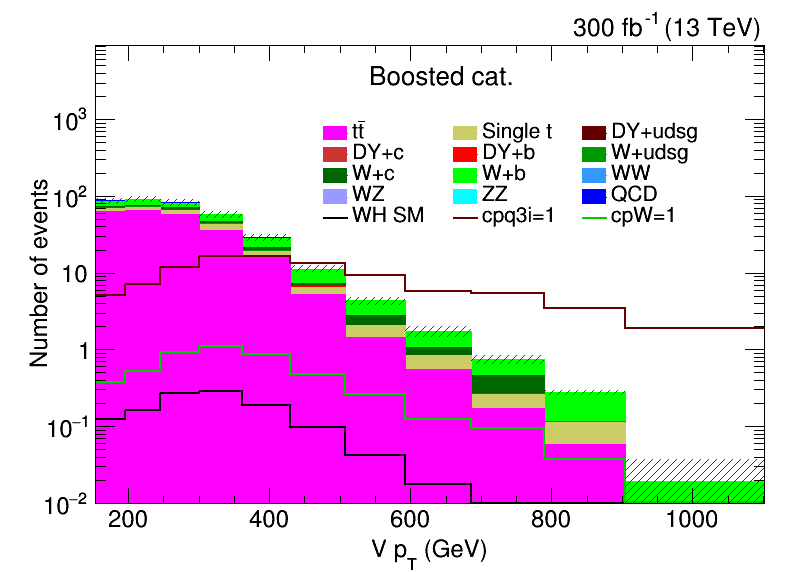 300 fb⁻¹ (13 TeV)
Boosted cat.
tt̄ Single t DY+udsg
DY+c DY+b W+udsg
W+c W+b WW
WZ ZZ QCD
WH SM cpq3i=1 cpW=1
Number of events
10³
10²
10
1
10⁻¹
10⁻²
200 400 600 800 1000
V p_T (GeV)